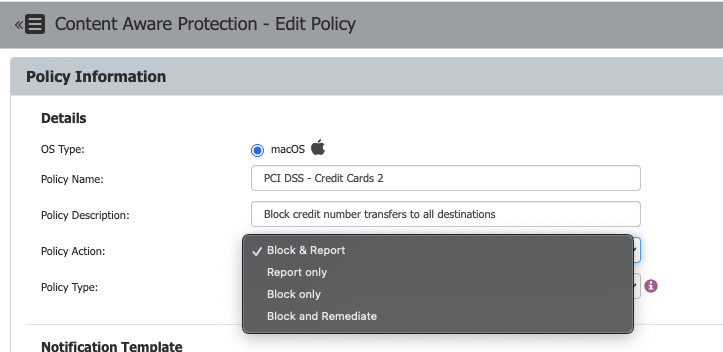 Content Aware Protection - Edit Policy
Policy Information
Details
OS Type: macOS
Policy Name: PCI DSS - Credit Cards 2
Policy Description: Block credit number transfers to all destinations
Policy Action: ✓ Block & Report
Report only
Policy Type: Block only
Block and Remediate
Notification Template